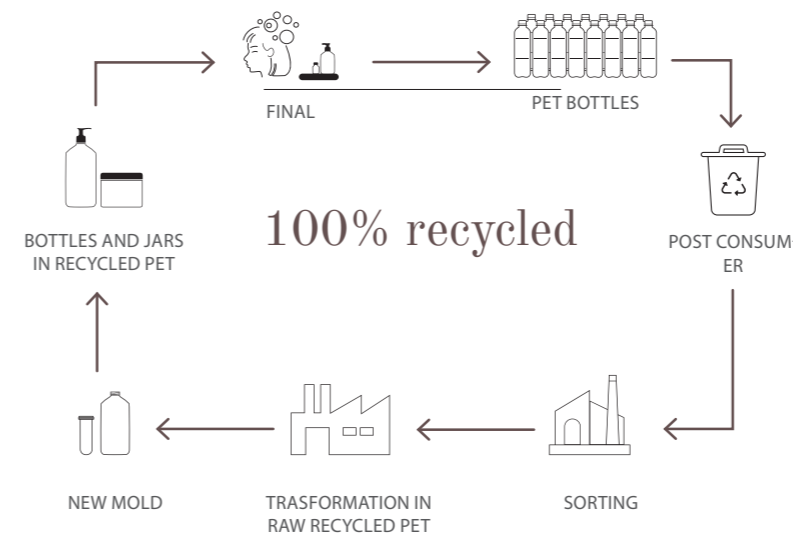 FINAL
PET BOTTLES
BOTTLES AND JARS
IN RECYCLED PET
100% recycled
POST CONSUM-
ER
NEW MOLD
TRASFORMATION IN
RAW RECYCLED PET
SORTING